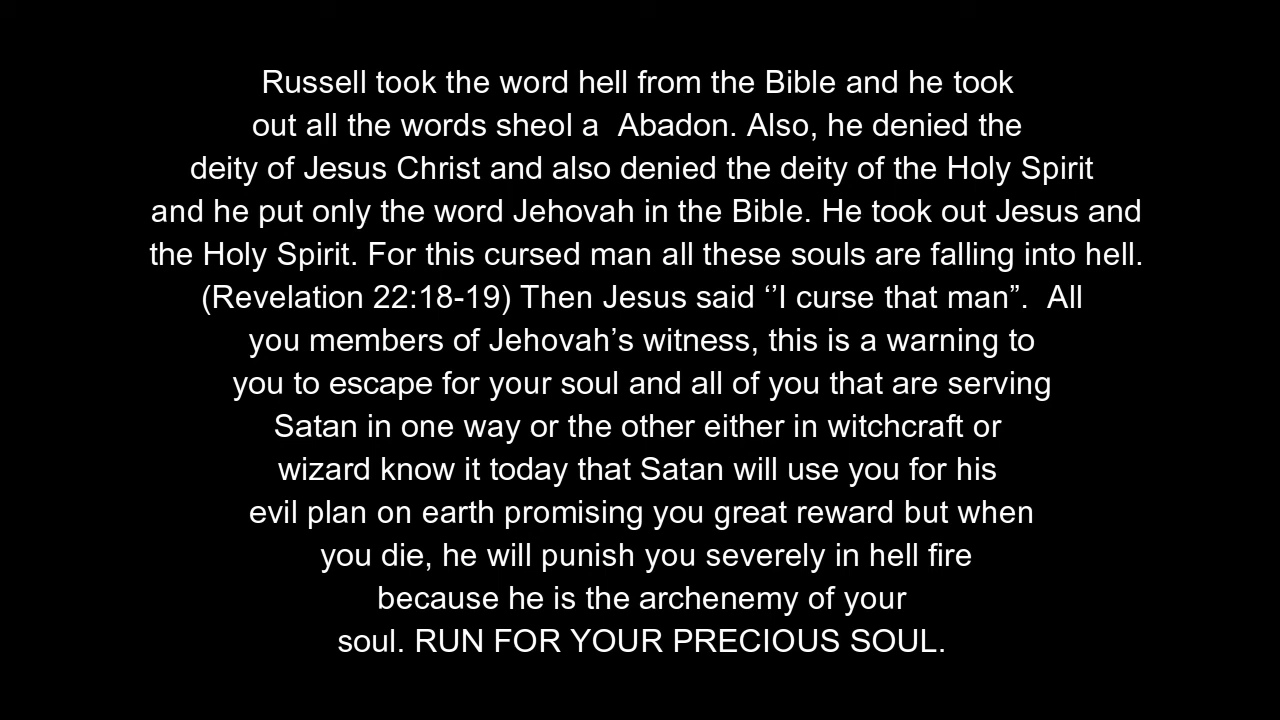 Russell took the word hell from the Bible and he took
out all the words sheol a  Abadon. Also, he denied the
deity of Jesus Christ and also denied the deity of the Holy Spirit
and he put only the word Jehovah in the Bible. He took out Jesus and
the Holy Spirit. For this cursed man all these souls are falling into hell.
(Revelation 22:18-19) Then Jesus said ‘’I curse that man”.  All
you members of Jehovah’s witness, this is a warning to
you to escape for your soul and all of you that are serving
Satan in one way or the other either in witchcraft or
wizard know it today that Satan will use you for his
evil plan on earth promising you great reward but when
you die, he will punish you severely in hell fire
because he is the archenemy of your
soul. RUN FOR YOUR PRECIOUS SOUL.